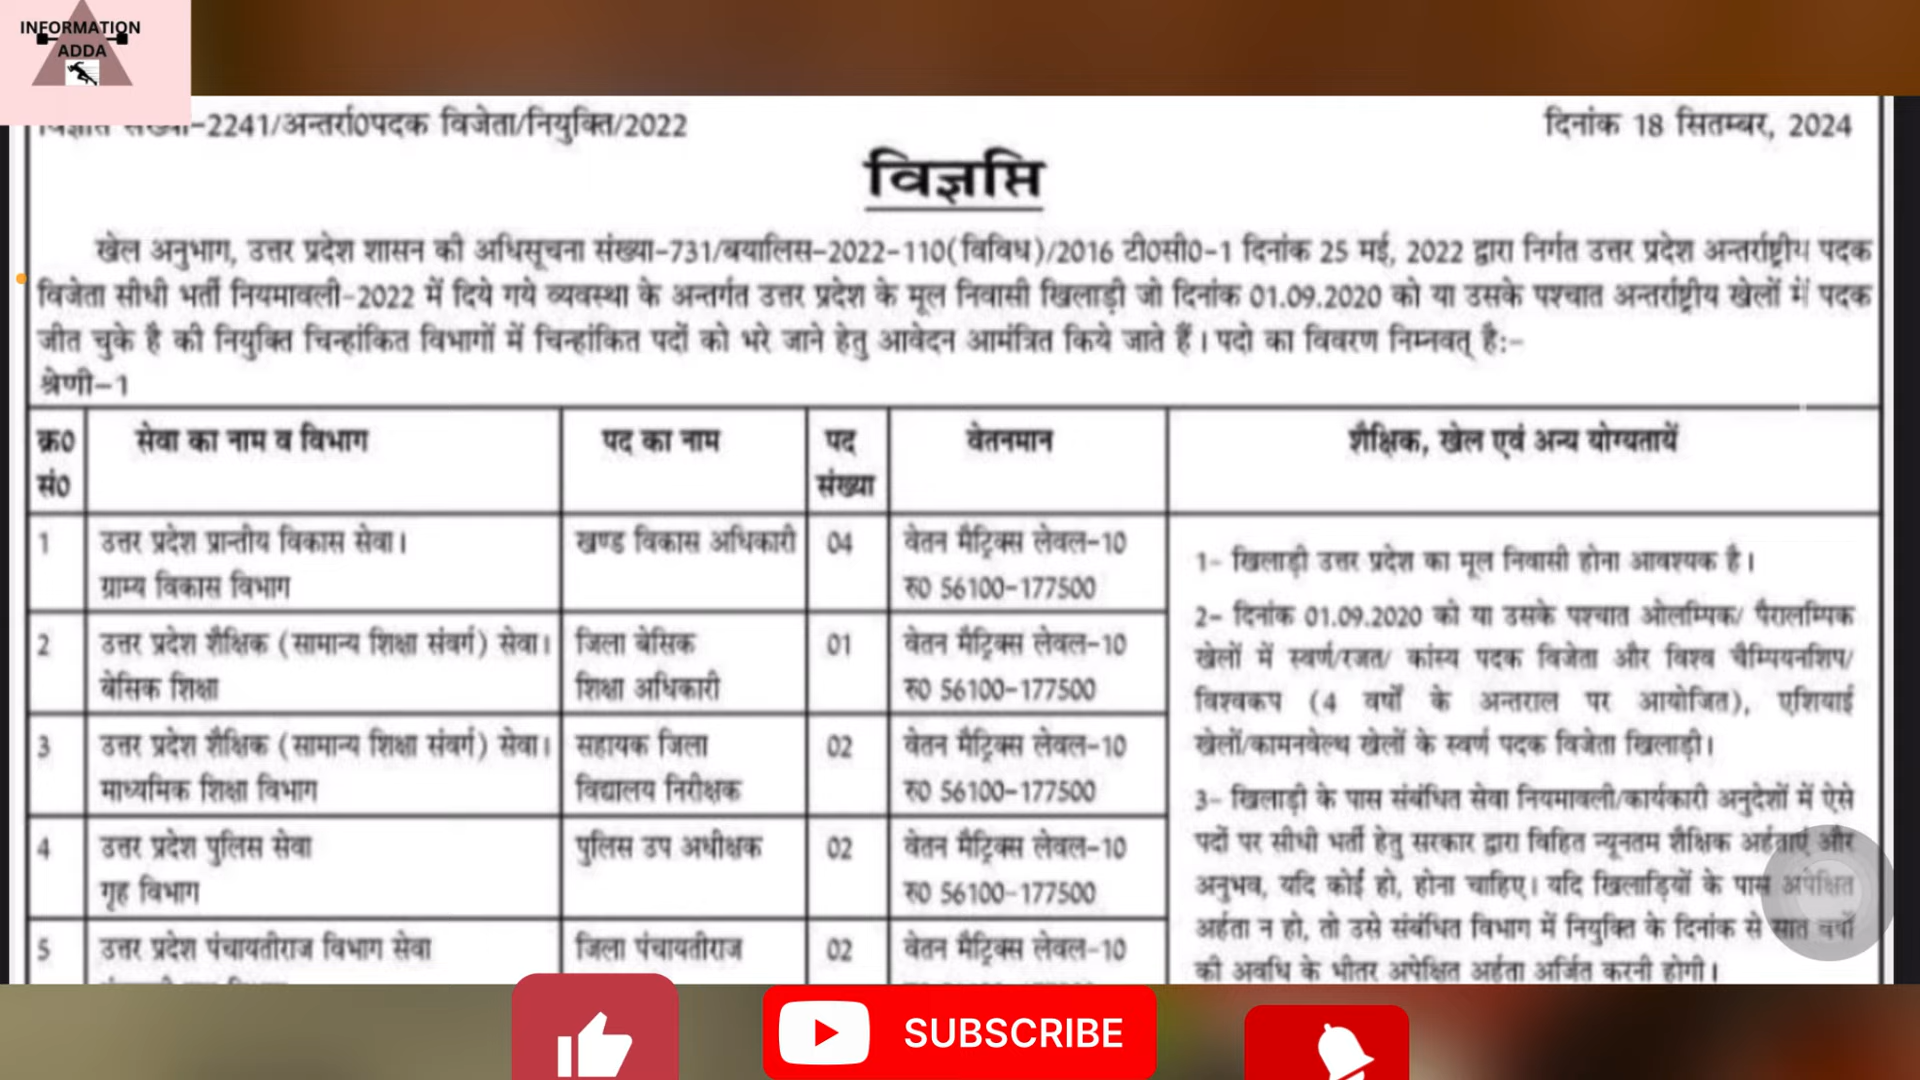 INFORMATION
ADDA
विज्ञप्ति संख्या-2241/अन्तर्रा0पदक विजेता/नियुक्ति/2022
दिनांक 18 सितम्बर, 2024
विज्ञप्ति
खेल अनुभाग, उत्तर प्रदेश शासन की अधिसूचना संख्या-731/बयालिस-2022-110(विविध)/2016 टी0सी0-1 दिनांक 25 मई, 2022 द्वारा निर्गत उत्तर प्रदेश अन्तर्राष्ट्रीय पदक
विजेता सीधी भर्ती नियमावली-2022 में दिये गये व्यवस्था के अन्तर्गत उत्तर प्रदेश के मूल निवासी खिलाड़ी जो दिनांक 01.09.2020 को या उसके पश्चात अन्तर्राष्ट्रीय खेलों में पदक
जीत चुके है की नियुक्ति चिन्हांकित विभागों में चिन्हांकित पदों को भरे जाने हेतु आवेदन आमंत्रित किये जाते हैं। पदो का विवरण निम्नवत् है:-
श्रेणी-1
क्र0 सं0
सेवा का नाम व विभाग
पद का नाम
पद संख्या
वेतनमान
शैक्षिक, खेल एवं अन्य योग्यतायें
1 उत्तर प्रदेश प्रान्तीय विकास सेवा। खण्ड विकास अधिकारी 04 वेतन मैट्रिक्स लेवल-10
ग्राम्य विकास विभाग रु0 56100-177500
2 उत्तर प्रदेश शैक्षिक (सामान्य शिक्षा संवर्ग) सेवा। जिला बेसिक 01 वेतन मैट्रिक्स लेवल-10
बेसिक शिक्षा शिक्षा अधिकारी रु0 56100-177500
3 उत्तर प्रदेश शैक्षिक (सामान्य शिक्षा संवर्ग) सेवा। सहायक जिला 02 वेतन मैट्रिक्स लेवल-10
माध्यमिक शिक्षा विभाग विद्यालय निरीक्षक रु0 56100-177500
4 उत्तर प्रदेश पुलिस सेवा पुलिस उप अधीक्षक 02 वेतन मैट्रिक्स लेवल-10
गृह विभाग रु0 56100-177500
5 उत्तर प्रदेश पंचायतीराज विभाग सेवा जिला पंचायतीराज 02 वेतन मैट्रिक्स लेवल-10
1- खिलाड़ी उत्तर प्रदेश का मूल निवासी होना आवश्यक है।
2- दिनांक 01.09.2020 को या उसके पश्चात ओलम्पिक/ पैरालम्पिक
खेलों में स्वर्ण/रजत/ कांस्य पदक विजेता और विश्व चैम्पियनशिप/
विश्वकप (4 वर्षों के अन्तराल पर आयोजित), एशियाई
खेलों/कामनवेल्थ खेलों के स्वर्ण पदक विजेता खिलाड़ी।
3- खिलाड़ी के पास संबंधित सेवा नियमावली/कार्यकारी अनुदेशों में ऐसे
पदों पर सीधी भर्ती हेतु सरकार द्वारा विहित न्यूनतम शैक्षिक अर्हताएं और
अनुभव, यदि कोई हो, होना चाहिए। यदि खिलाड़ियों के पास अपेक्षित
अर्हता न हो, तो उसे संबंधित विभाग में नियुक्ति के दिनांक से सात वर्षों
की अवधि के भीतर अपेक्षित अर्हता अर्जित करनी होगी।
SUBSCRIBE